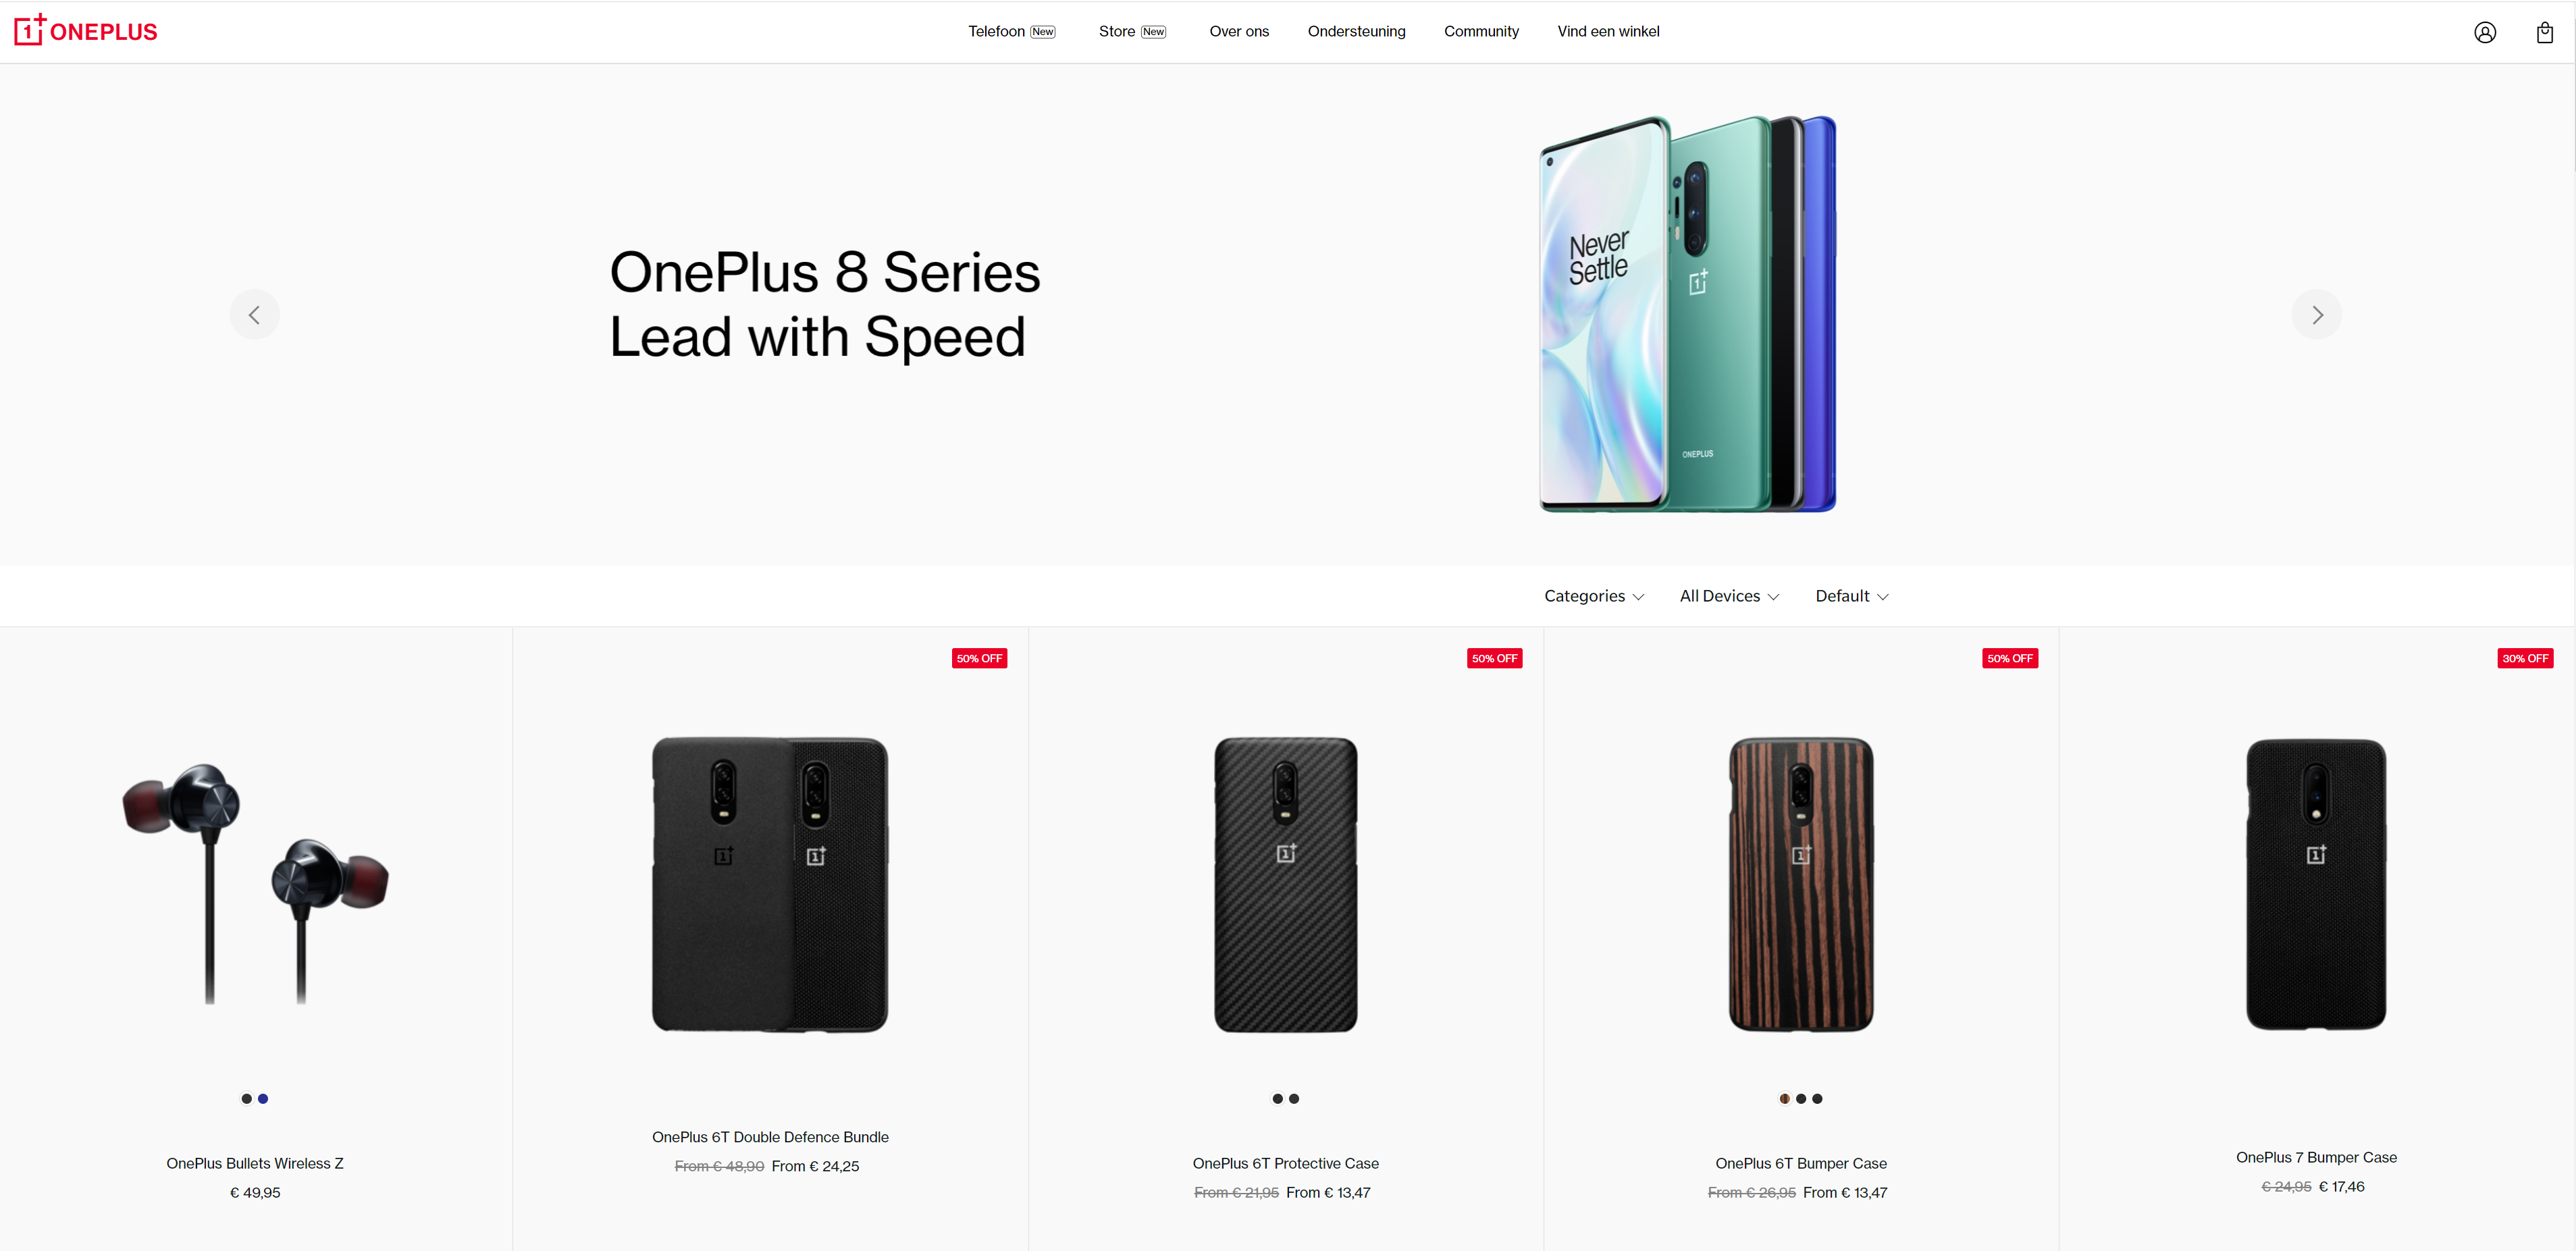 ONEPLUS
Telefoon New Store New Over ons Ondersteuning Community Vind een winkel
OnePlus 8 Series
Lead with Speed
Never
Settle
ONEPLUS
Categories All Devices Default
50% OFF 50% OFF 50% OFF 30% OFF
OnePlus Bullets Wireless Z
€ 49,95
OnePlus 6T Double Defence Bundle
From € 48,90 From € 24,25
OnePlus 6T Protective Case
From € 21,95 From € 13,47
OnePlus 6T Bumper Case
From € 26,95 From € 13,47
OnePlus 7 Bumper Case
€ 24,95 € 17,46